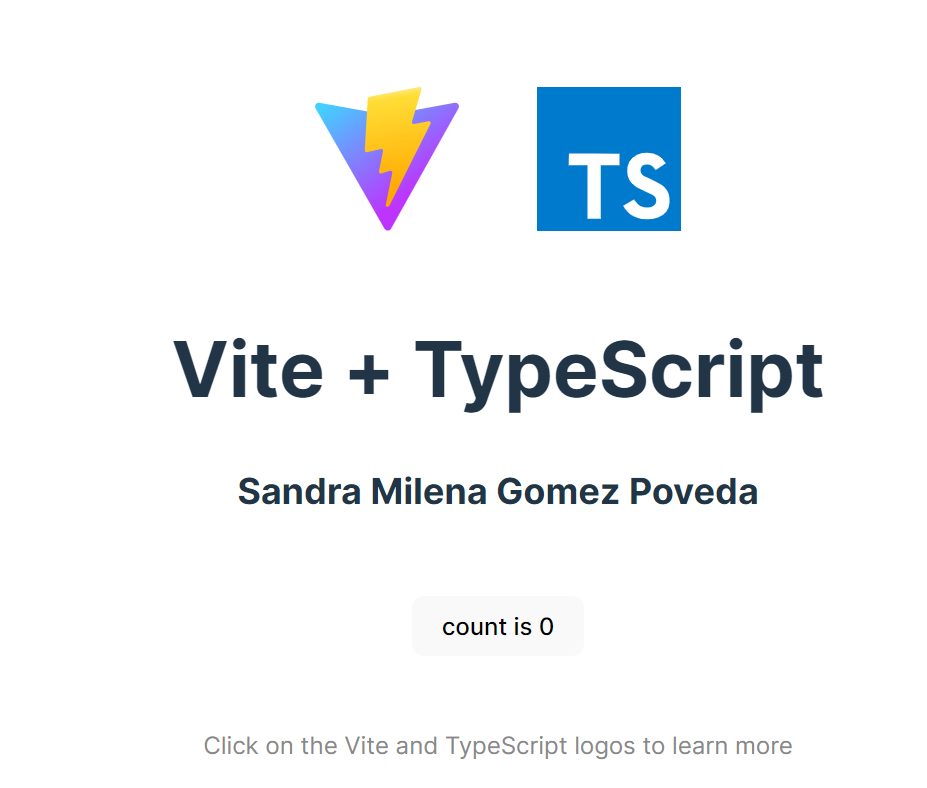 TS
Vite + TypeScript
Sandra Milena Gomez Poveda
count is 0
Click on the Vite and TypeScript logos to learn more